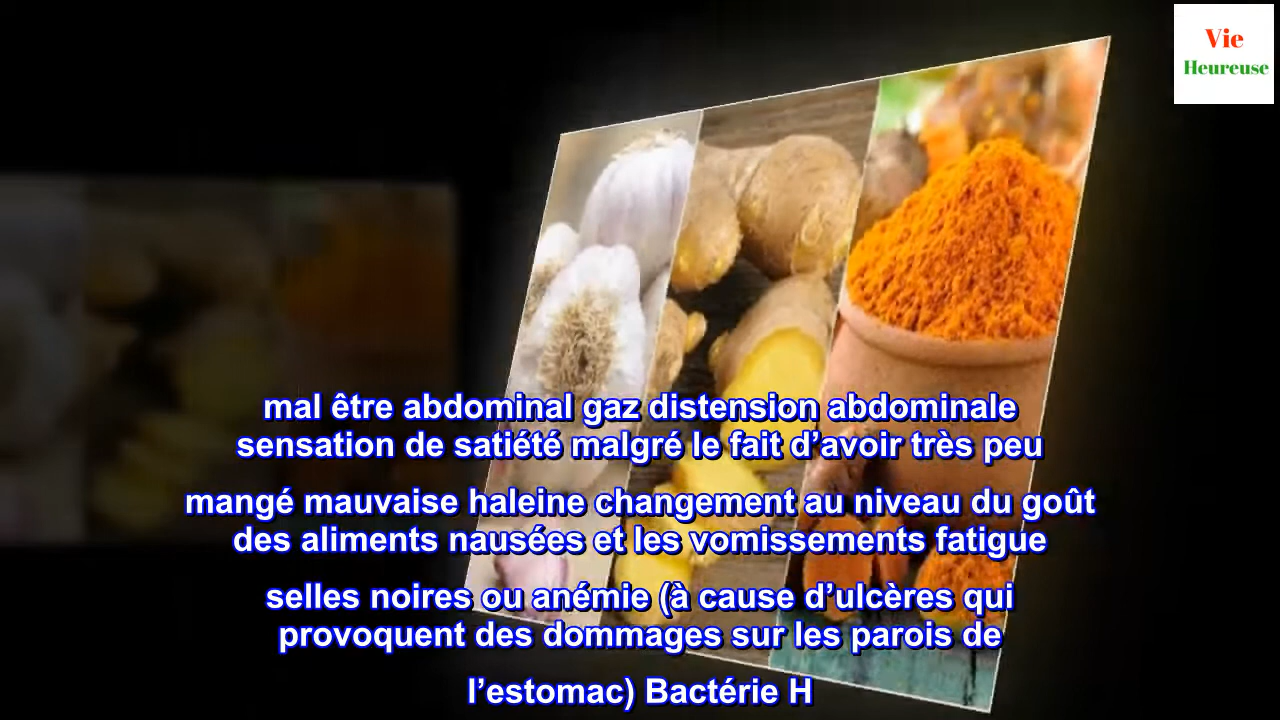 Vie
Heureuse
mal être abdominal gaz distension abdominale
sensation de satiété malgré le fait d’avoir très peu
mangé mauvaise haleine changement au niveau du goût
des aliments nausées et les vomissements fatigue
selles noires ou anémie (à cause d’ulcères qui
provoquent des dommages sur les parois de
l’estomac) Bactérie H